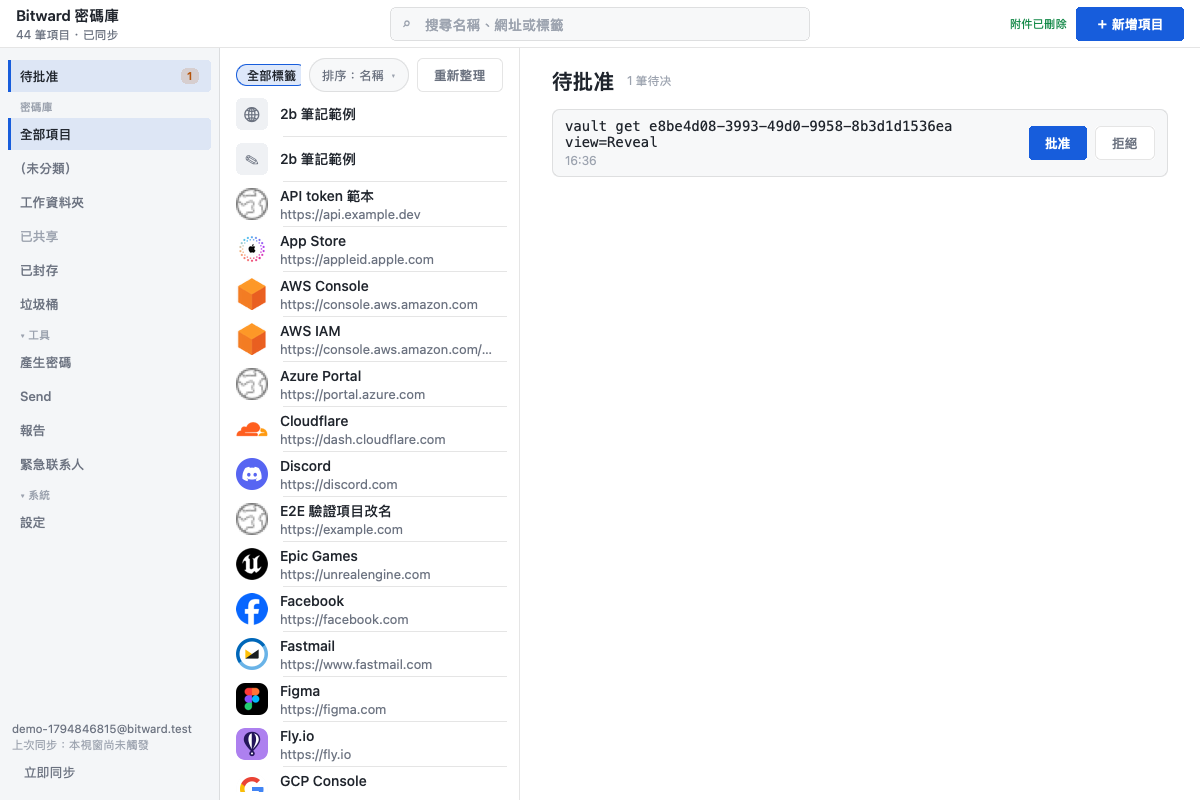 Bitward 密碼庫
44 筆項目 · 已同步
搜尋名稱、網址或標籤
附件已刪除
+ 新增項目
待批准
1
密碼庫
全部項目
(未分類)
工作資料夾
已共享
已封存
垃圾桶
工具
產生密碼
Send
報告
緊急联系人
系統
設定
demo-1794846815@bitward.test
上次同步：本視窗尚未觸發
立即同步
全部標籤
排序：名稱
重新整理
2b 筆記範例
2b 筆記範例
API token 範本
https://api.example.dev
App Store
https://appleid.apple.com
AWS Console
https://console.aws.amazon.com
AWS IAM
https://console.aws.amazon.com/...
Azure Portal
https://portal.azure.com
Cloudflare
https://dash.cloudflare.com
Discord
https://discord.com
E2E 驗證項目改名
https://example.com
Epic Games
https://unrealengine.com
Facebook
https://facebook.com
Fastmail
https://www.fastmail.com
Figma
https://figma.com
Fly.io
https://fly.io
GCP Console
待批准
1 筆待决
vault get e8be4d08-3993-49d0-9958-8b3d1d1536ea
view=Reveal
16:36
批准
拒絕